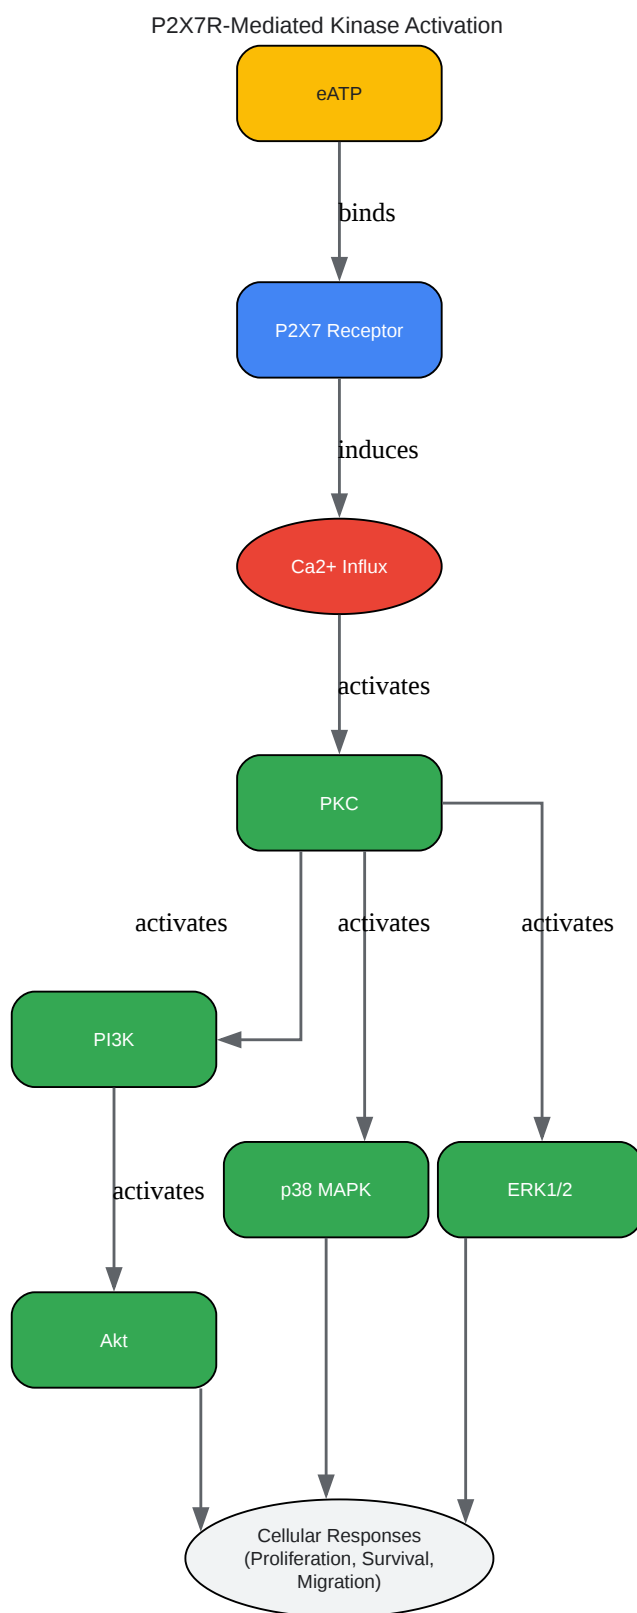 P2X7R-Mediated Kinase Activation
eATP
binds
P2X7 Receptor
induces
Ca2+ Influx
activates
PKC
activates
activates
activates
PI3K
p38 MAPK
ERK1/2
activates
Akt
Cellular Responses
(Proliferation, Survival,
Migration)